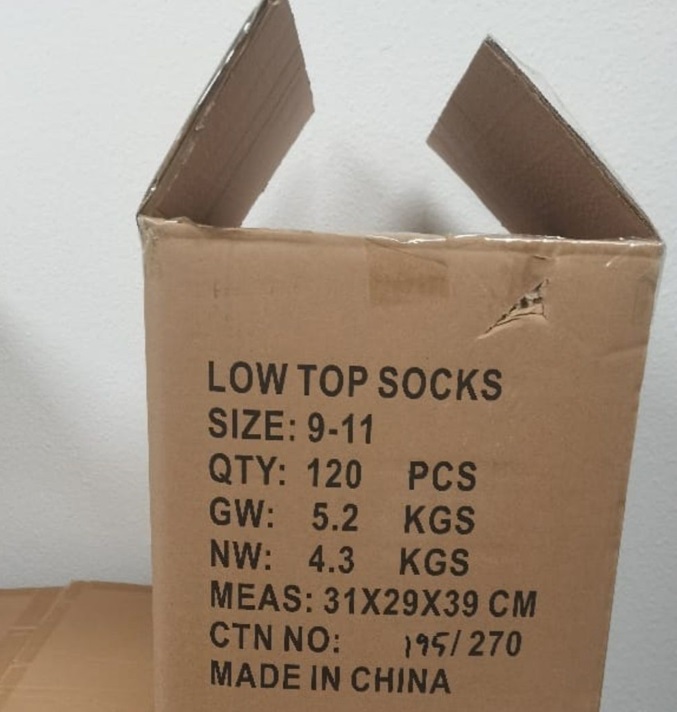 LOW TOP SOCKS
SIZE: 9-11
QTY: 120 PCS
GW: 5.2 KGS
NW: 4.3 KGS
MEAS: 31X29X39 CM
CTN NO: 195/270
MADE IN CHINA